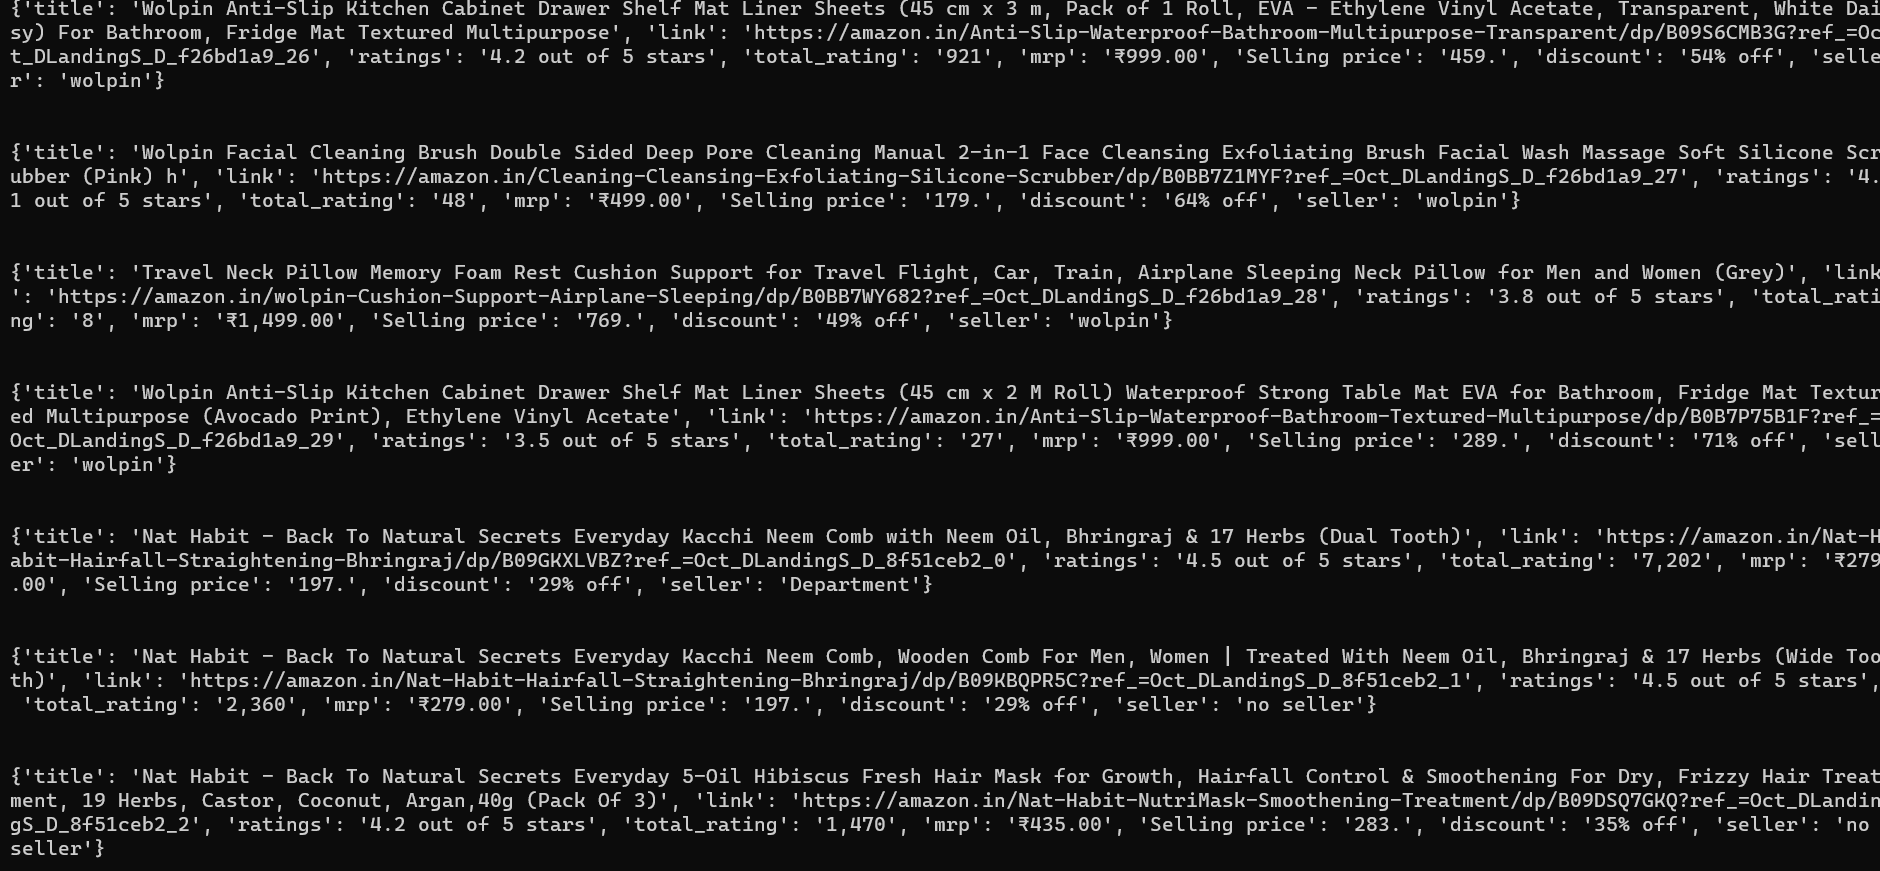 {'title': 'Wolpin Anti-Slip Kitchen Cabinet Drawer Shelf Mat Liner Sheets (45 cm x 3 m, Pack of 1 Roll, EVA - Ethylene Vinyl Acetate, Transparent, White Dai
sy) For Bathroom, Fridge Mat Textured Multipurpose', 'link': 'https://amazon.in/Anti-Slip-Waterproof-Bathroom-Multipurpose-Transparent/dp/B09S6CMB3G?ref_=Oc
t_DLandingS_D_f26bd1a9_26', 'ratings': '4.2 out of 5 stars', 'total_rating': '921', 'mrp': '₹999.00', 'Selling price': '459.', 'discount': '54% off', 'selle
r': 'wolpin'}
{'title': 'Wolpin Facial Cleaning Brush Double Sided Deep Pore Cleaning Manual 2-in-1 Face Cleansing Exfoliating Brush Facial Wash Massage Soft Silicone Scr
ubber (Pink) h', 'link': 'https://amazon.in/Cleaning-Cleansing-Exfoliating-Silicone-Scrubber/dp/B0BB7Z1MYF?ref_=Oct_DLandingS_D_f26bd1a9_27', 'ratings': '4.
1 out of 5 stars', 'total_rating': '48', 'mrp': '₹499.00', 'Selling price': '179.', 'discount': '64% off', 'seller': 'wolpin'}
{'title': 'Travel Neck Pillow Memory Foam Rest Cushion Support for Travel Flight, Car, Train, Airplane Sleeping Neck Pillow for Men and Women (Grey)', 'link
': 'https://amazon.in/wolpin-Cushion-Support-Airplane-Sleeping/dp/B0BB7WY682?ref_=Oct_DLandingS_D_f26bd1a9_28', 'ratings': '3.8 out of 5 stars', 'total_rati
ng': '8', 'mrp': '₹1,499.00', 'Selling price': '769.', 'discount': '49% off', 'seller': 'wolpin'}
{'title': 'Wolpin Anti-Slip Kitchen Cabinet Drawer Shelf Mat Liner Sheets (45 cm x 2 M Roll) Waterproof Strong Table Mat EVA for Bathroom, Fridge Mat Textur
ed Multipurpose (Avocado Print), Ethylene Vinyl Acetate', 'link': 'https://amazon.in/Anti-Slip-Waterproof-Bathroom-Textured-Multipurpose/dp/B0B7P75B1F?ref_=
Oct_DLandingS_D_f26bd1a9_29', 'ratings': '3.5 out of 5 stars', 'total_rating': '27', 'mrp': '₹999.00', 'Selling price': '289.', 'discount': '71% off', 'sell
er': 'wolpin'}
{'title': 'Nat Habit - Back To Natural Secrets Everyday Kacchi Neem Comb with Neem Oil, Bhringraj & 17 Herbs (Dual Tooth)', 'link': 'https://amazon.in/Nat-H
abit-Hairfall-Straightening-Bhringraj/dp/B09GKXLVBZ?ref_=Oct_DLandingS_D_8f51ceb2_0', 'ratings': '4.5 out of 5 stars', 'total_rating': '7,202', 'mrp': '₹279
.00', 'Selling price': '197.', 'discount': '29% off', 'seller': 'Department'}
{'title': 'Nat Habit - Back To Natural Secrets Everyday Kacchi Neem Comb, Wooden Comb For Men, Women | Treated With Neem Oil, Bhringraj & 17 Herbs (Wide Too
th)', 'link': 'https://amazon.in/Nat-Habit-Hairfall-Straightening-Bhringraj/dp/B09KBQPR5C?ref_=Oct_DLandingS_D_8f51ceb2_1', 'ratings': '4.5 out of 5 stars',
'total_rating': '2,360', 'mrp': '₹279.00', 'Selling price': '197.', 'discount': '29% off', 'seller': 'no seller'}
{'title': 'Nat Habit - Back To Natural Secrets Everyday 5-Oil Hibiscus Fresh Hair Mask for Growth, Hairfall Control & Smoothening For Dry, Frizzy Hair Treat
ment, 19 Herbs, Castor, Coconut, Argan,40g (Pack Of 3)', 'link': 'https://amazon.in/Nat-Habit-NutriMask-Smoothening-Treatment/dp/B09DSQ7GKQ?ref_=Oct_DLandin
gS_D_8f51ceb2_2', 'ratings': '4.2 out of 5 stars', 'total_rating': '1,470', 'mrp': '₹435.00', 'Selling price': '283.', 'discount': '35% off', 'seller': 'no
seller'}